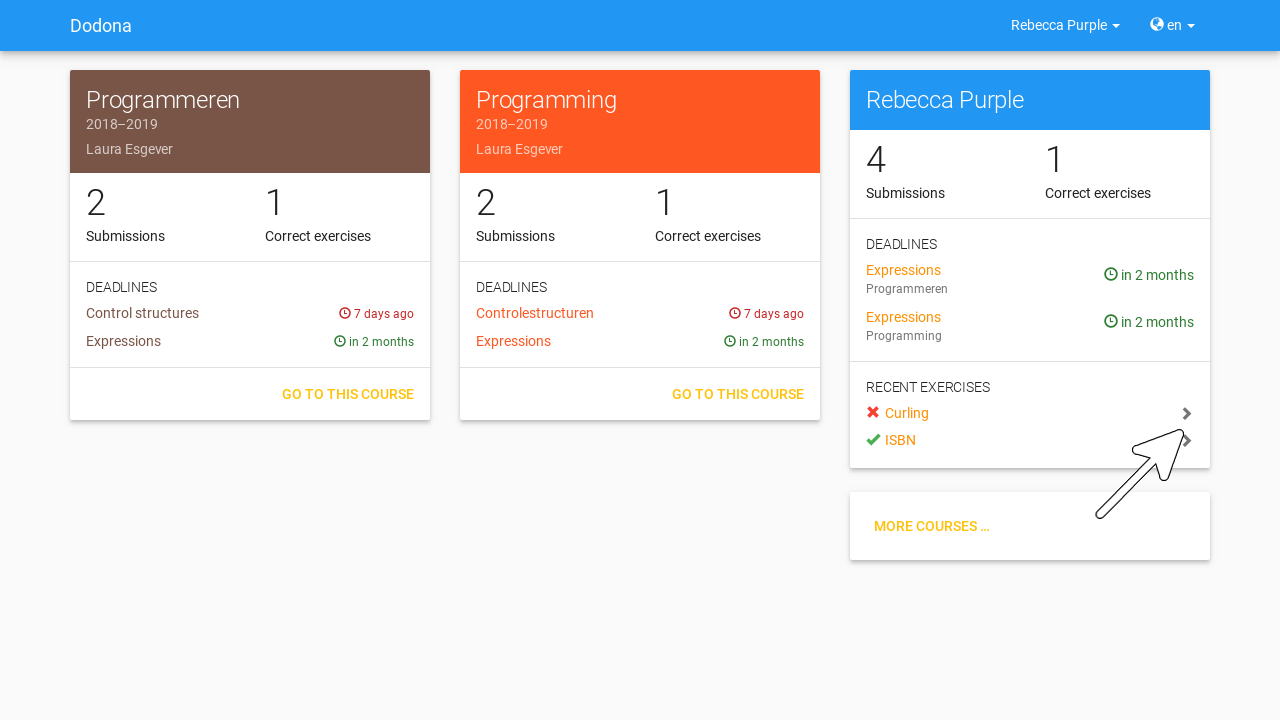 Dodona
Rebecca Purple
en
Programmeren
2018–2019
Laura Esgever
2
1
Submissions
Correct exercises
DEADLINES
Control structures
7 days ago
Expressions
in 2 months
GO TO THIS COURSE
Programming
2018–2019
Laura Esgever
2
1
Submissions
Correct exercises
DEADLINES
Controlestructuren
7 days ago
Expressions
in 2 months
GO TO THIS COURSE
Rebecca Purple
4
1
Submissions
Correct exercises
DEADLINES
Expressions
in 2 months
Programmeren
Expressions
in 2 months
Programming
RECENT EXERCISES
Curling
ISBN
MORE COURSES ...